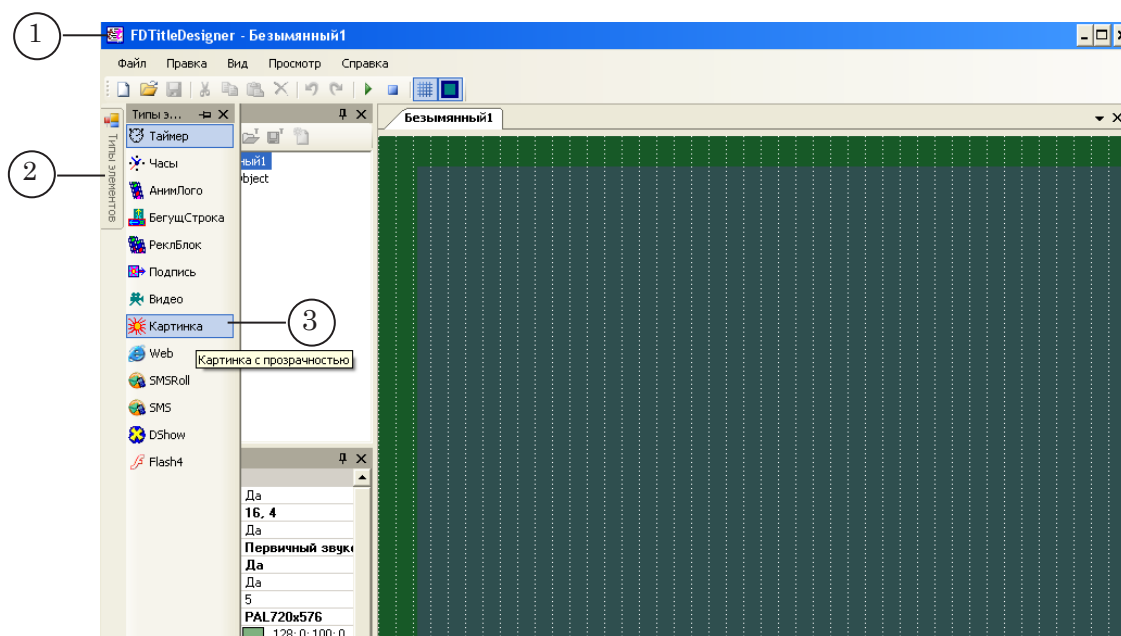 1
FDTitleDesigner - Безымянный1
Файл Правка Вид Просмотр Справка
Типы э...
Безымянный1
Типы элементов
2
Таймер
Часы
АнимЛого
БегущСтрока
РеклБлок
Подпись
Видео
Картинка
3
Картинка с прозрачностью
Web
SMSRoll
SMS
DShow
Flash4
ный1
bject
Да
16, 4
Да
Первичный звук
Да
Да
5
PAL720x576
128; 0; 100; 0